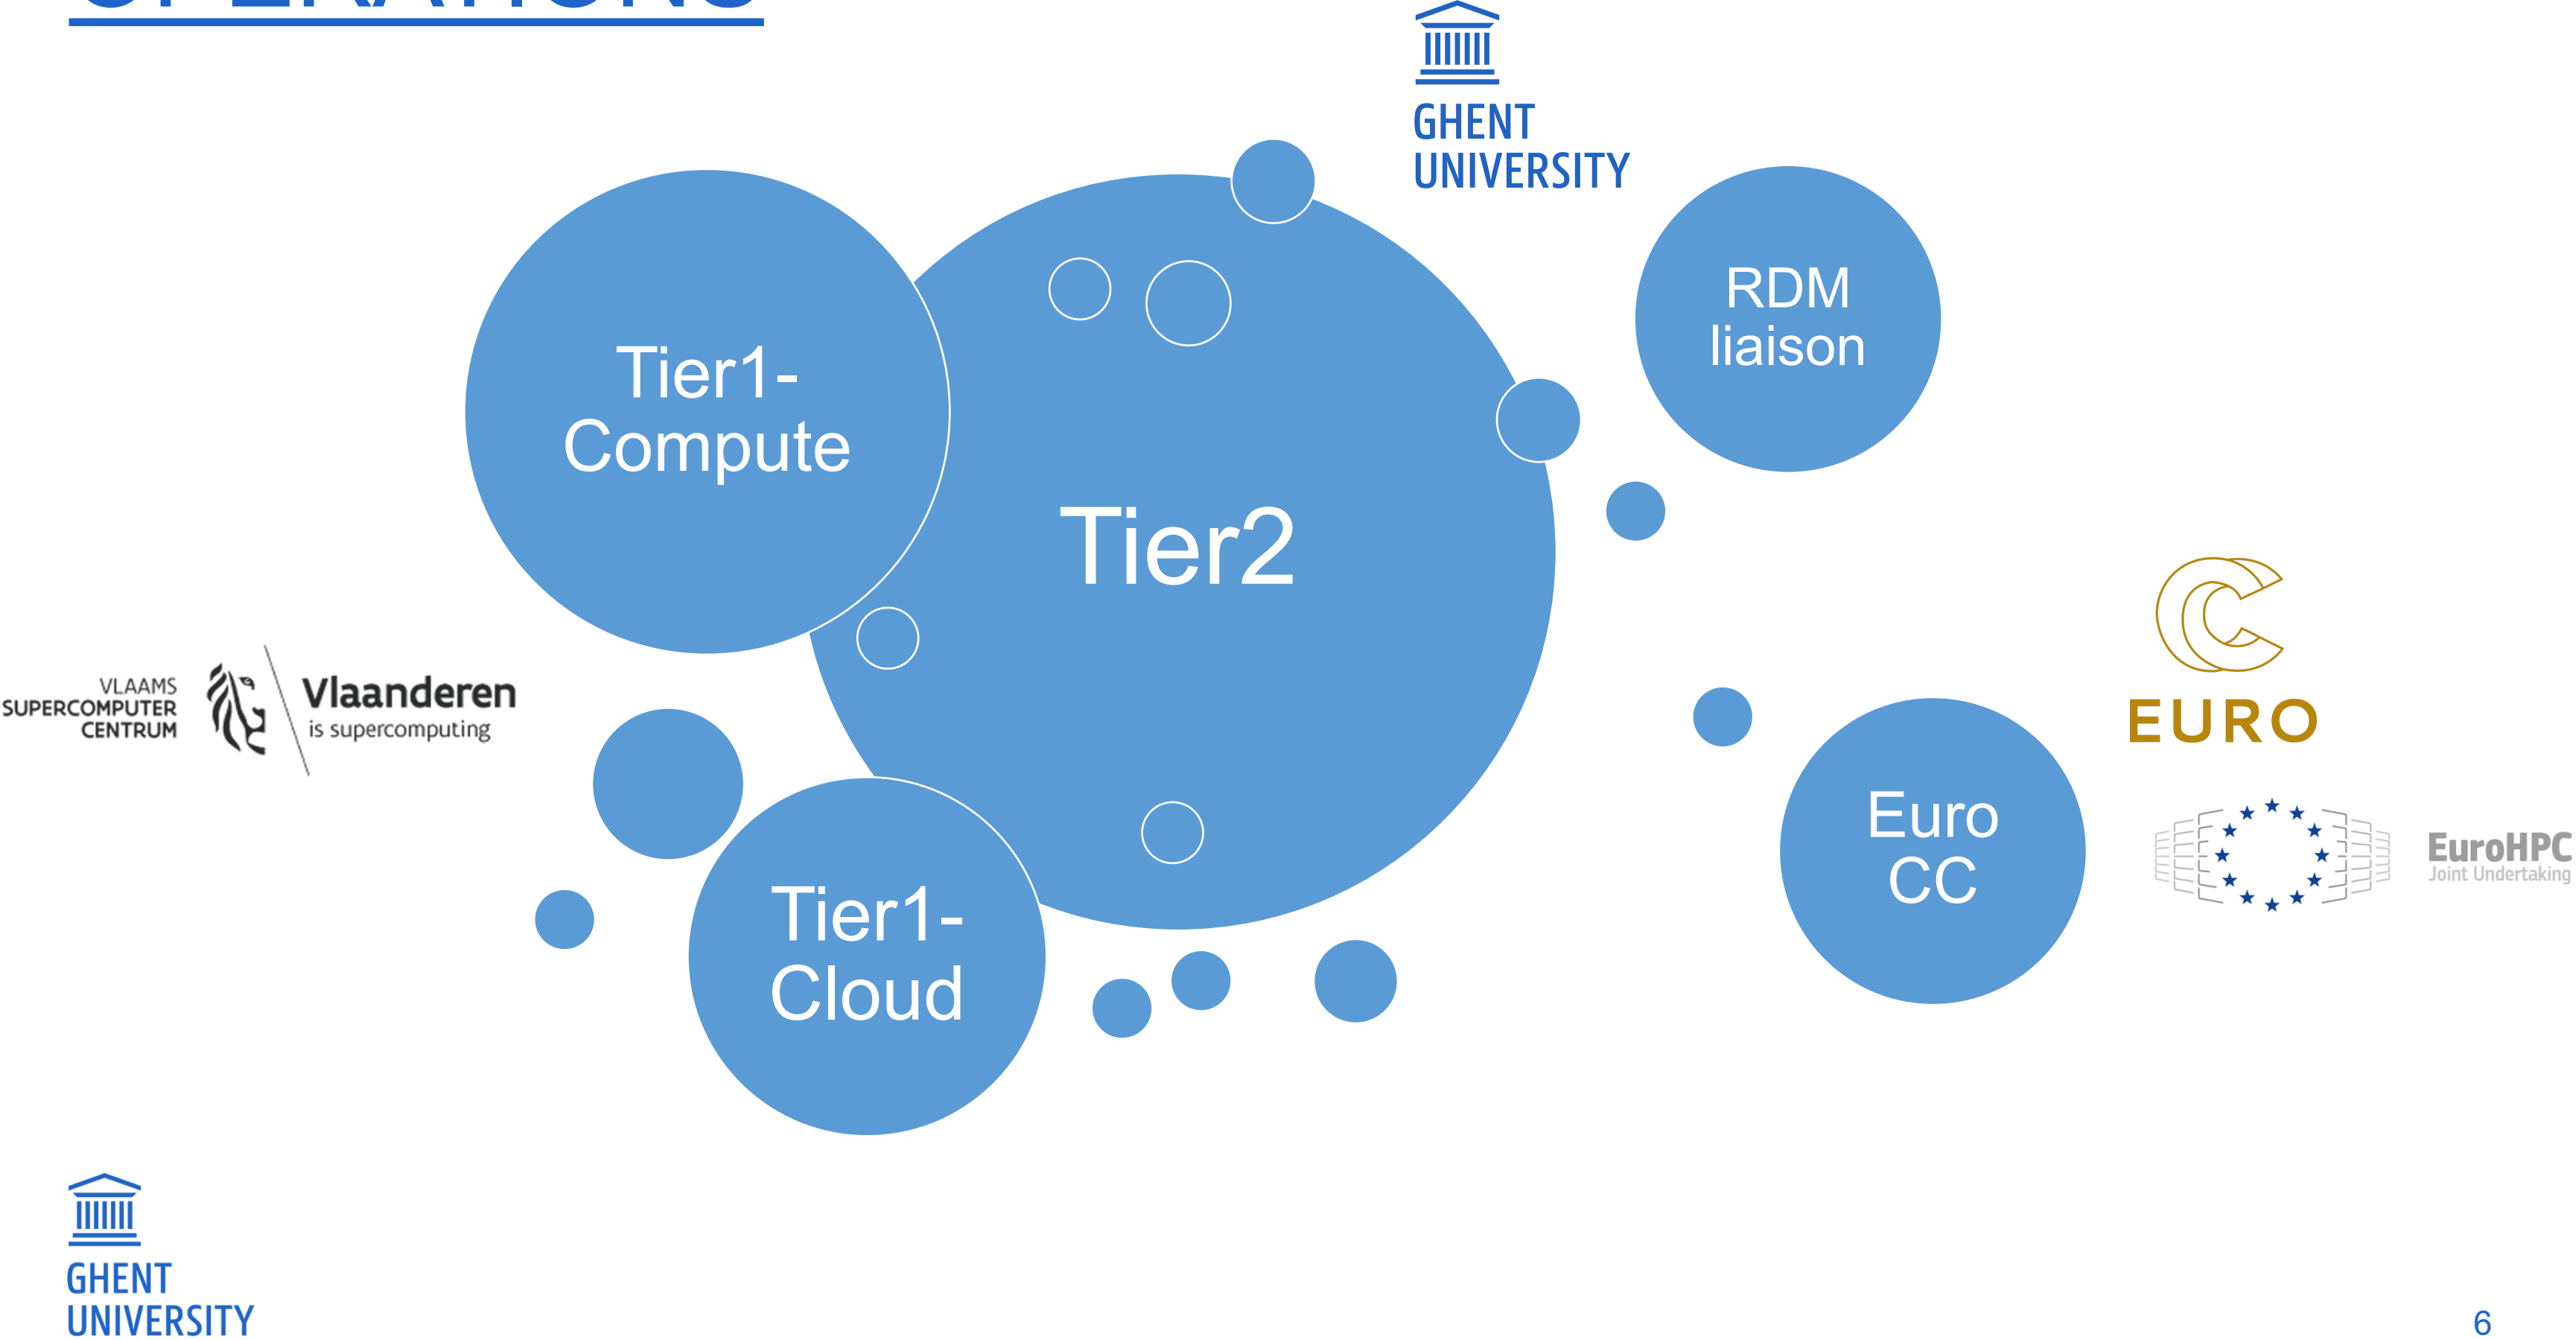 OPERATIONS
GHENT
UNIVERSITY
RDM
liaison
Tier1-
Compute
Tier2
VLAAMS
SUPERCOMPUTER
CENTRUM
Vlaanderen
is supercomputing
EURO
Euro
CC
EuroHPC
Joint Undertaking
Tier1-
Cloud
GHENT
UNIVERSITY
6